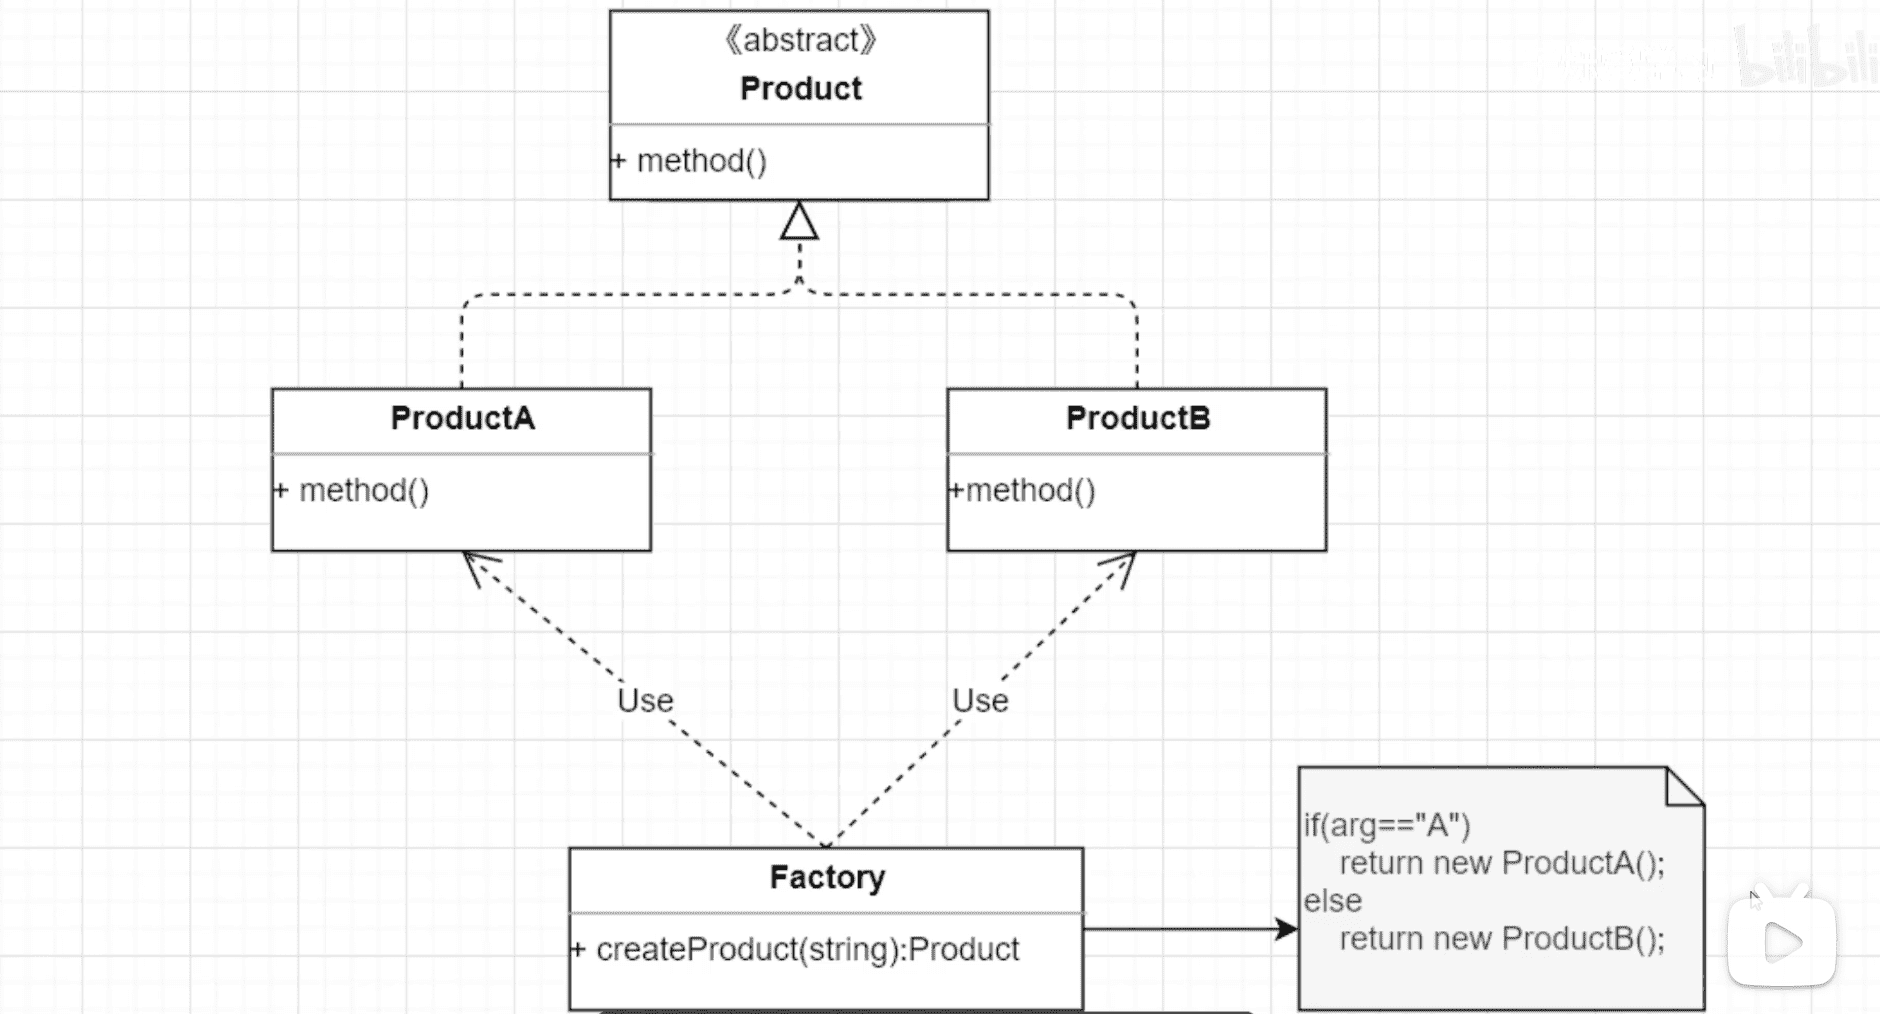 《abstract》
Product
+ method()
ProductA
+ method()
ProductB
+method()
Use
Use
Factory
+ createProduct(string):Product
if(arg=="A")
return new ProductA();
else
return new ProductB();
bilibili